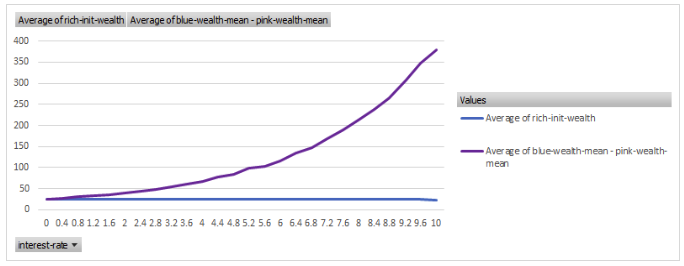 Average of rich-init-wealth Average of blue-wealth-mean - pink-wealth-mean
400
350
300
250
200
150
100
50
0
0 0.4 0.8 1.2 1.6 2 2.4 2.8 3.2 3.6 4 4.4 4.8 5.2 5.6 6 6.4 6.8 7.2 7.6 8 8.4 8.8 9.2 9.6 10
Values
Average of rich-init-wealth
Average of blue-wealth-mean - pink-wealth-
mean
interest-rate